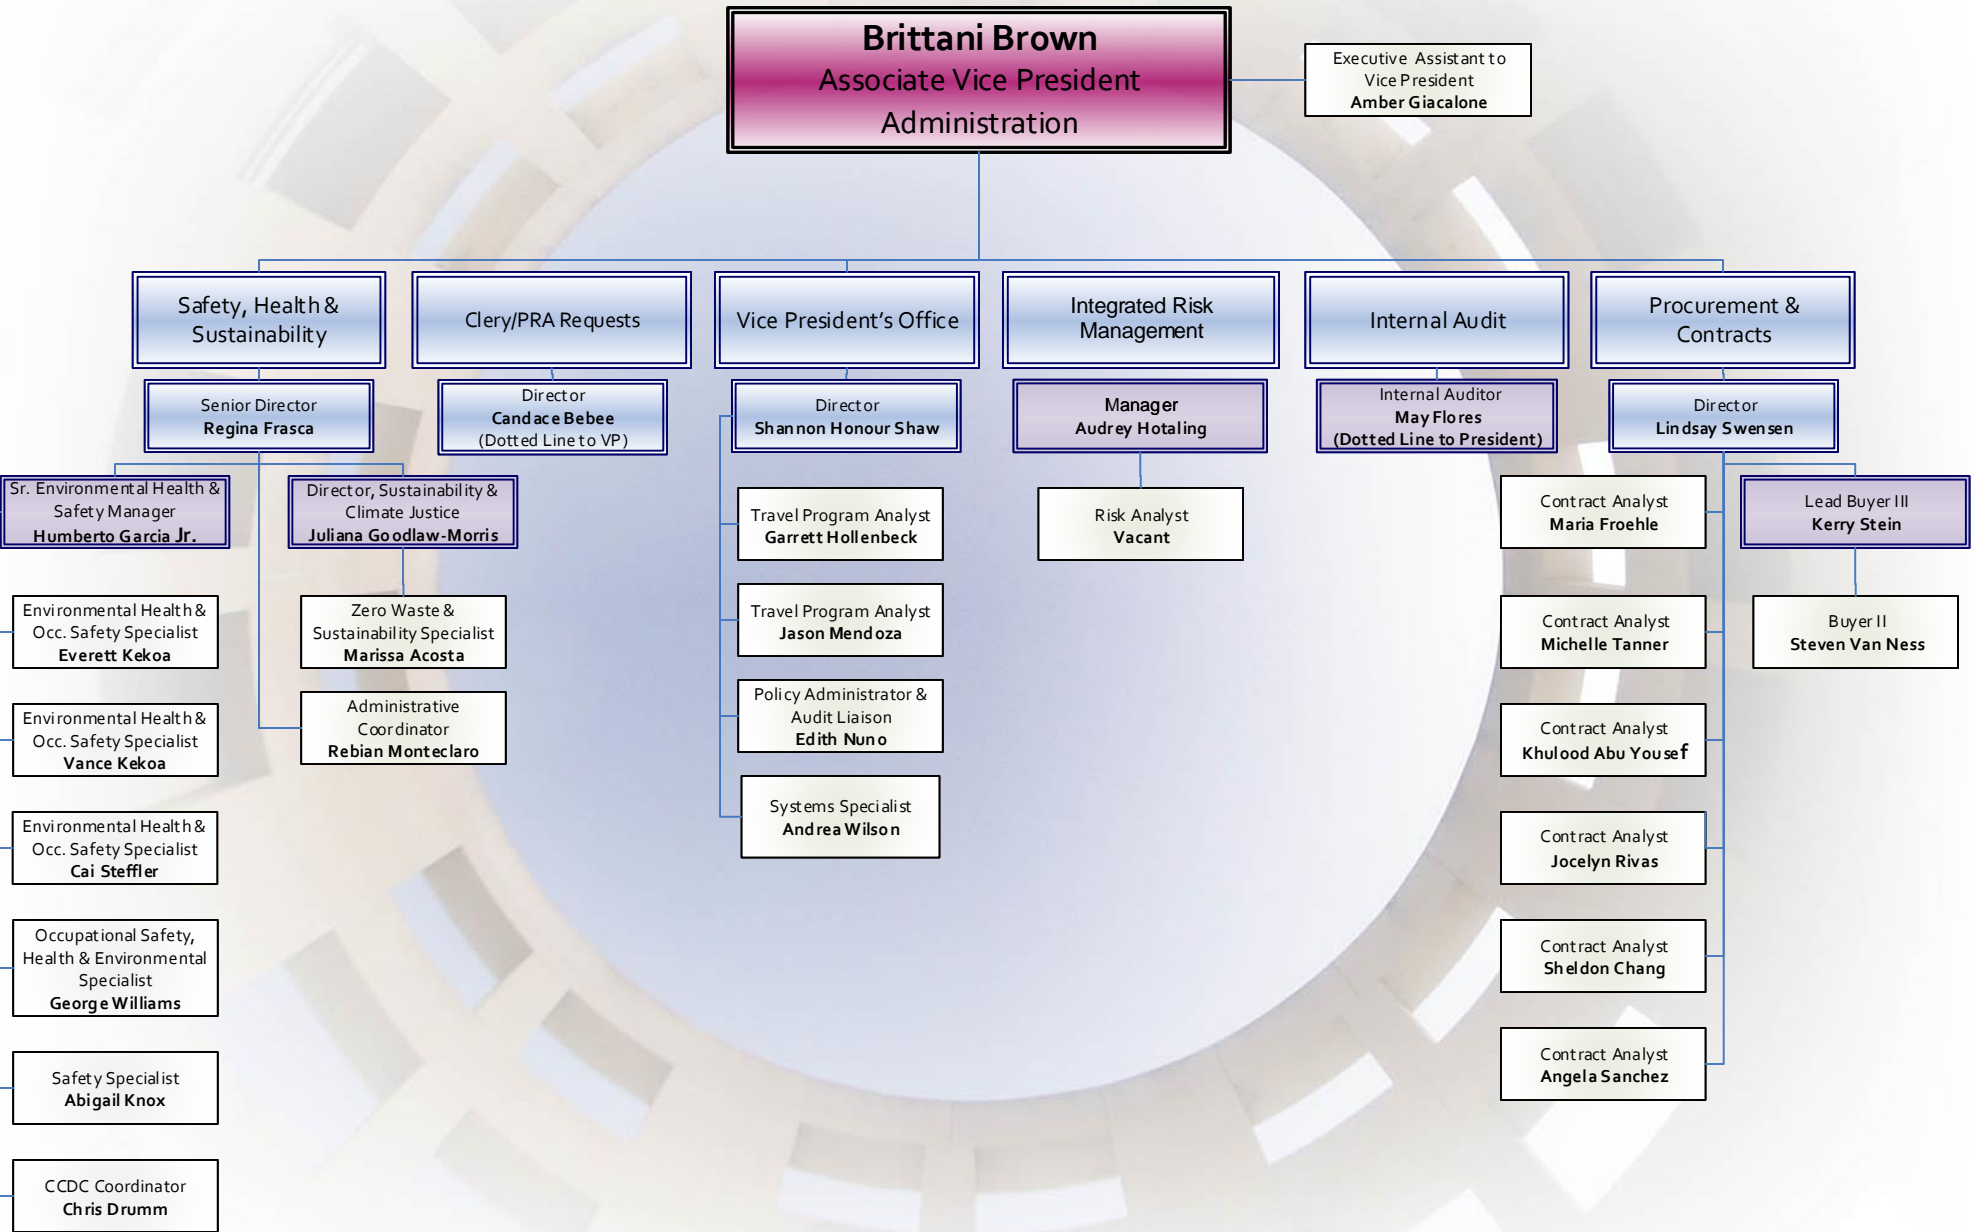 Brittani Brown
Associate Vice President
Administration
Executive Assistant to
Vice President
Amber Giacalone
Safety, Health &
Sustainability
Clery/PRA Requests
Vice President's Office
Integrated Risk
Management
Internal Audit
Procurement &
Contracts
Senior Director
Regina Frasca
Director
Candace Bebee
(Dotted Line to VP)
Director
Shannon Honour Shaw
Manager
Audrey Hotaling
Internal Auditor
May Flores
(Dotted Line to President)
Director
Lindsay Swensen
Sr. Environmental Health &
Safety Manager
Humberto Garcia Jr.
Director, Sustainability &
Climate Justice
Juliana Goodlaw-Morris
Environmental Health &
Occ. Safety Specialist
Everett Kekoa
Environmental Health &
Occ. Safety Specialist
Vance Kekoa
Environmental Health &
Occ. Safety Specialist
Cai Steffler
Occupational Safety,
Health & Environmental
Specialist
George Williams
Safety Specialist
Abigail Knox
CCDC Coordinator
Chris Drumm
Zero Waste &
Sustainability Specialist
Marissa Acosta
Administrative
Coordinator
Rebian Monteclaro
Travel Program Analyst
Garrett Hollenbeck
Travel Program Analyst
Jason Mendoza
Policy Administrator &
Audit Liaison
Edith Nuno
Systems Specialist
Andrea Wilson
Risk Analyst
Vacant
Contract Analyst
Maria Froehle
Contract Analyst
Michelle Tanner
Contract Analyst
Khulood Abu Yousef
Contract Analyst
Jocelyn Rivas
Contract Analyst
Sheldon Chang
Contract Analyst
Angela Sanchez
Lead Buyer III
Kerry Stein
Buyer II
Steven Van Ness